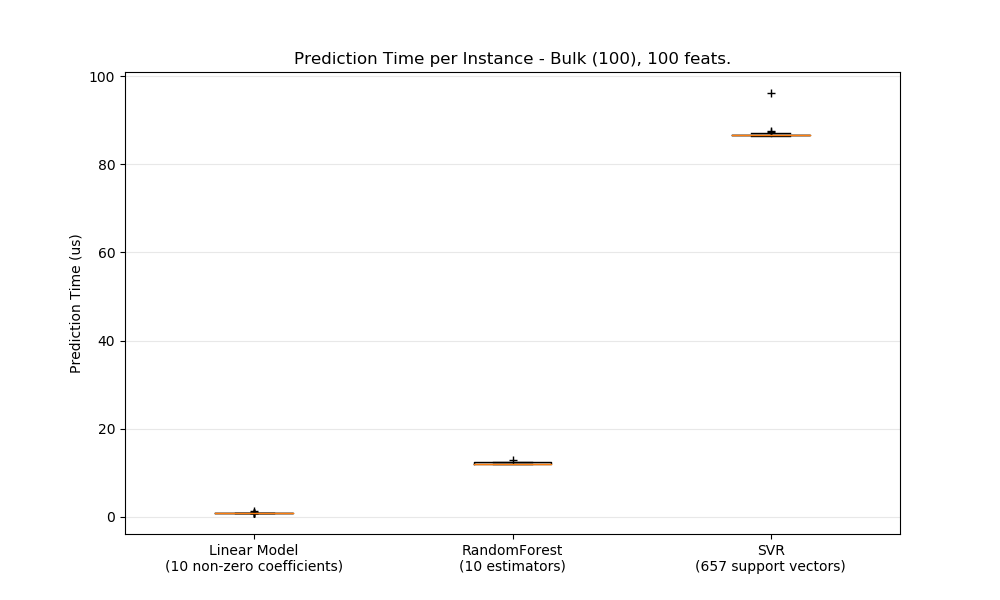 Prediction Time per Instance - Bulk (100), 100 feats.
100
80
60
40
20
0
Prediction Time (us)
Linear Model
(10 non-zero coefficients)
RandomForest
(10 estimators)
SVR
(657 support vectors)